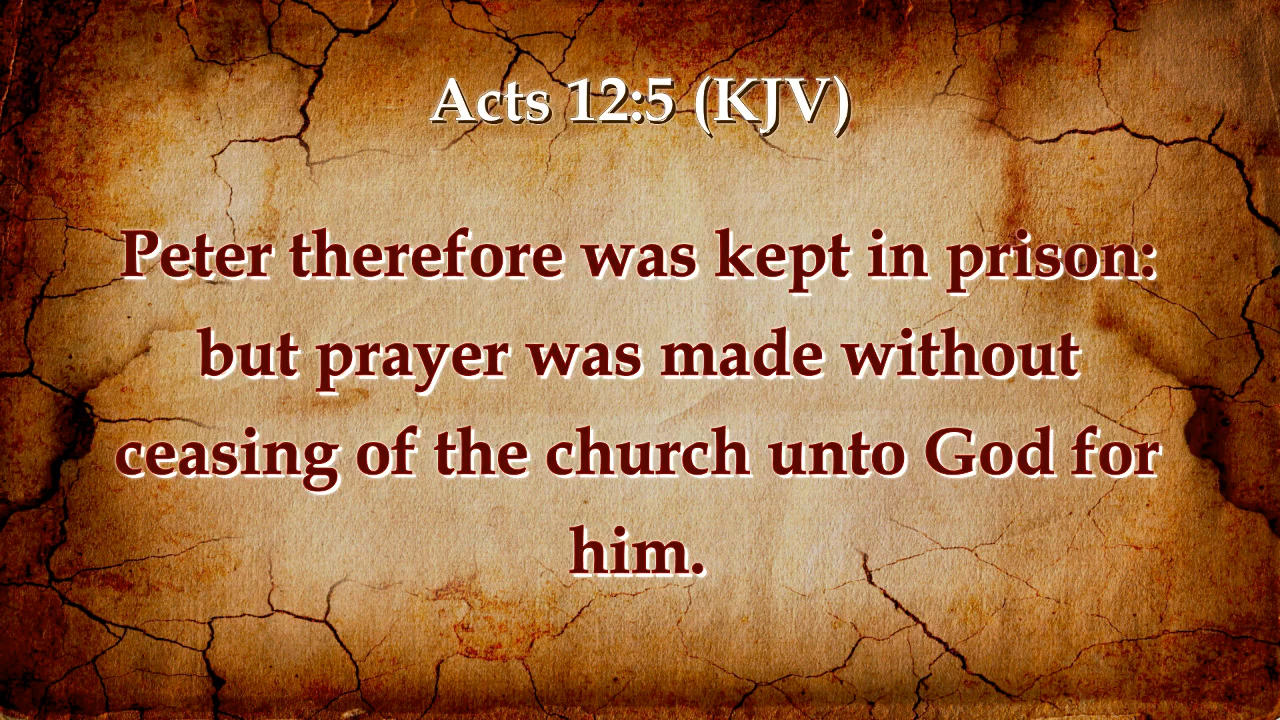 Acts 12:5 (KJV)
Peter therefore was kept in prison:
but prayer was made without
ceasing of the church unto God for
him.